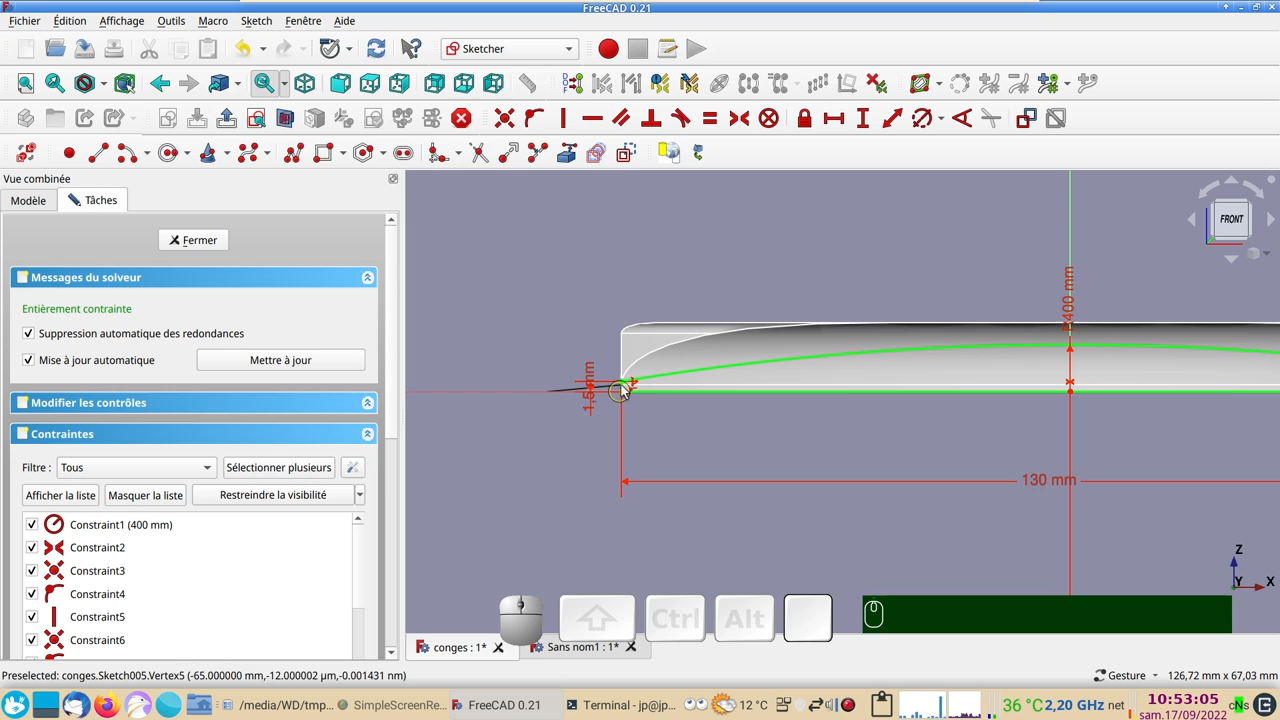 FreeCAD 0.21
Fichier Édition Affichage Outils Macro Sketch Fenêtre Aide
Sketcher
Vue combinée
Modèle Tâches
Fermer
Messages du solveur
Entièrement contrainte
Suppression automatique des redondances
Mise à jour automatique Mettre à jour
Modifier les contrôles
Contraintes
Filtre : Tous Sélectionner plusieurs
Afficher la liste Masquer la liste Restreindre la visibilité
Constraint1 (400 mm)
Constraint2
Constraint3
Constraint4
Constraint5
Constraint6
FRONT
400 mm
130 mm
Z
Y X
Ctrl Alt
conges : 1* Sans nom1 : 1*
Preselected: conges.Sketch005.Vertex5 (-65.000000 mm,-12.000002 µm,-0.001431 nm) Gesture 126,72 mm x 67,03 mm
/media/WD/tmp... SimpleScreenRe... FreeCAD 0.21 Terminal - jp@jp... 12 °C 36 °C 2,20 GHz net 10:53:05
sam.17/09/2022 cNs